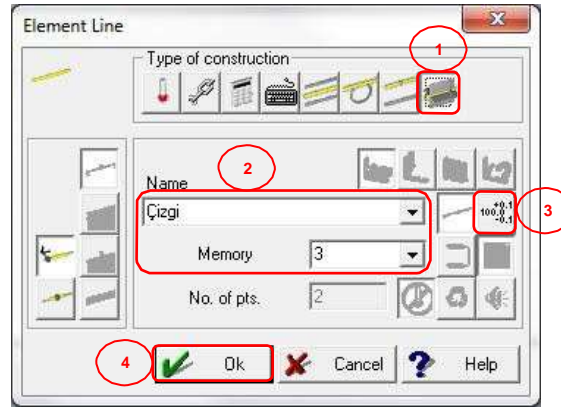 Element Line
1
Type of construction
2
Name
Çizgi
+0.1
100.0
-0.1
3
Memory 3
No. of pts. 2
4
Ok Cancel ? Help